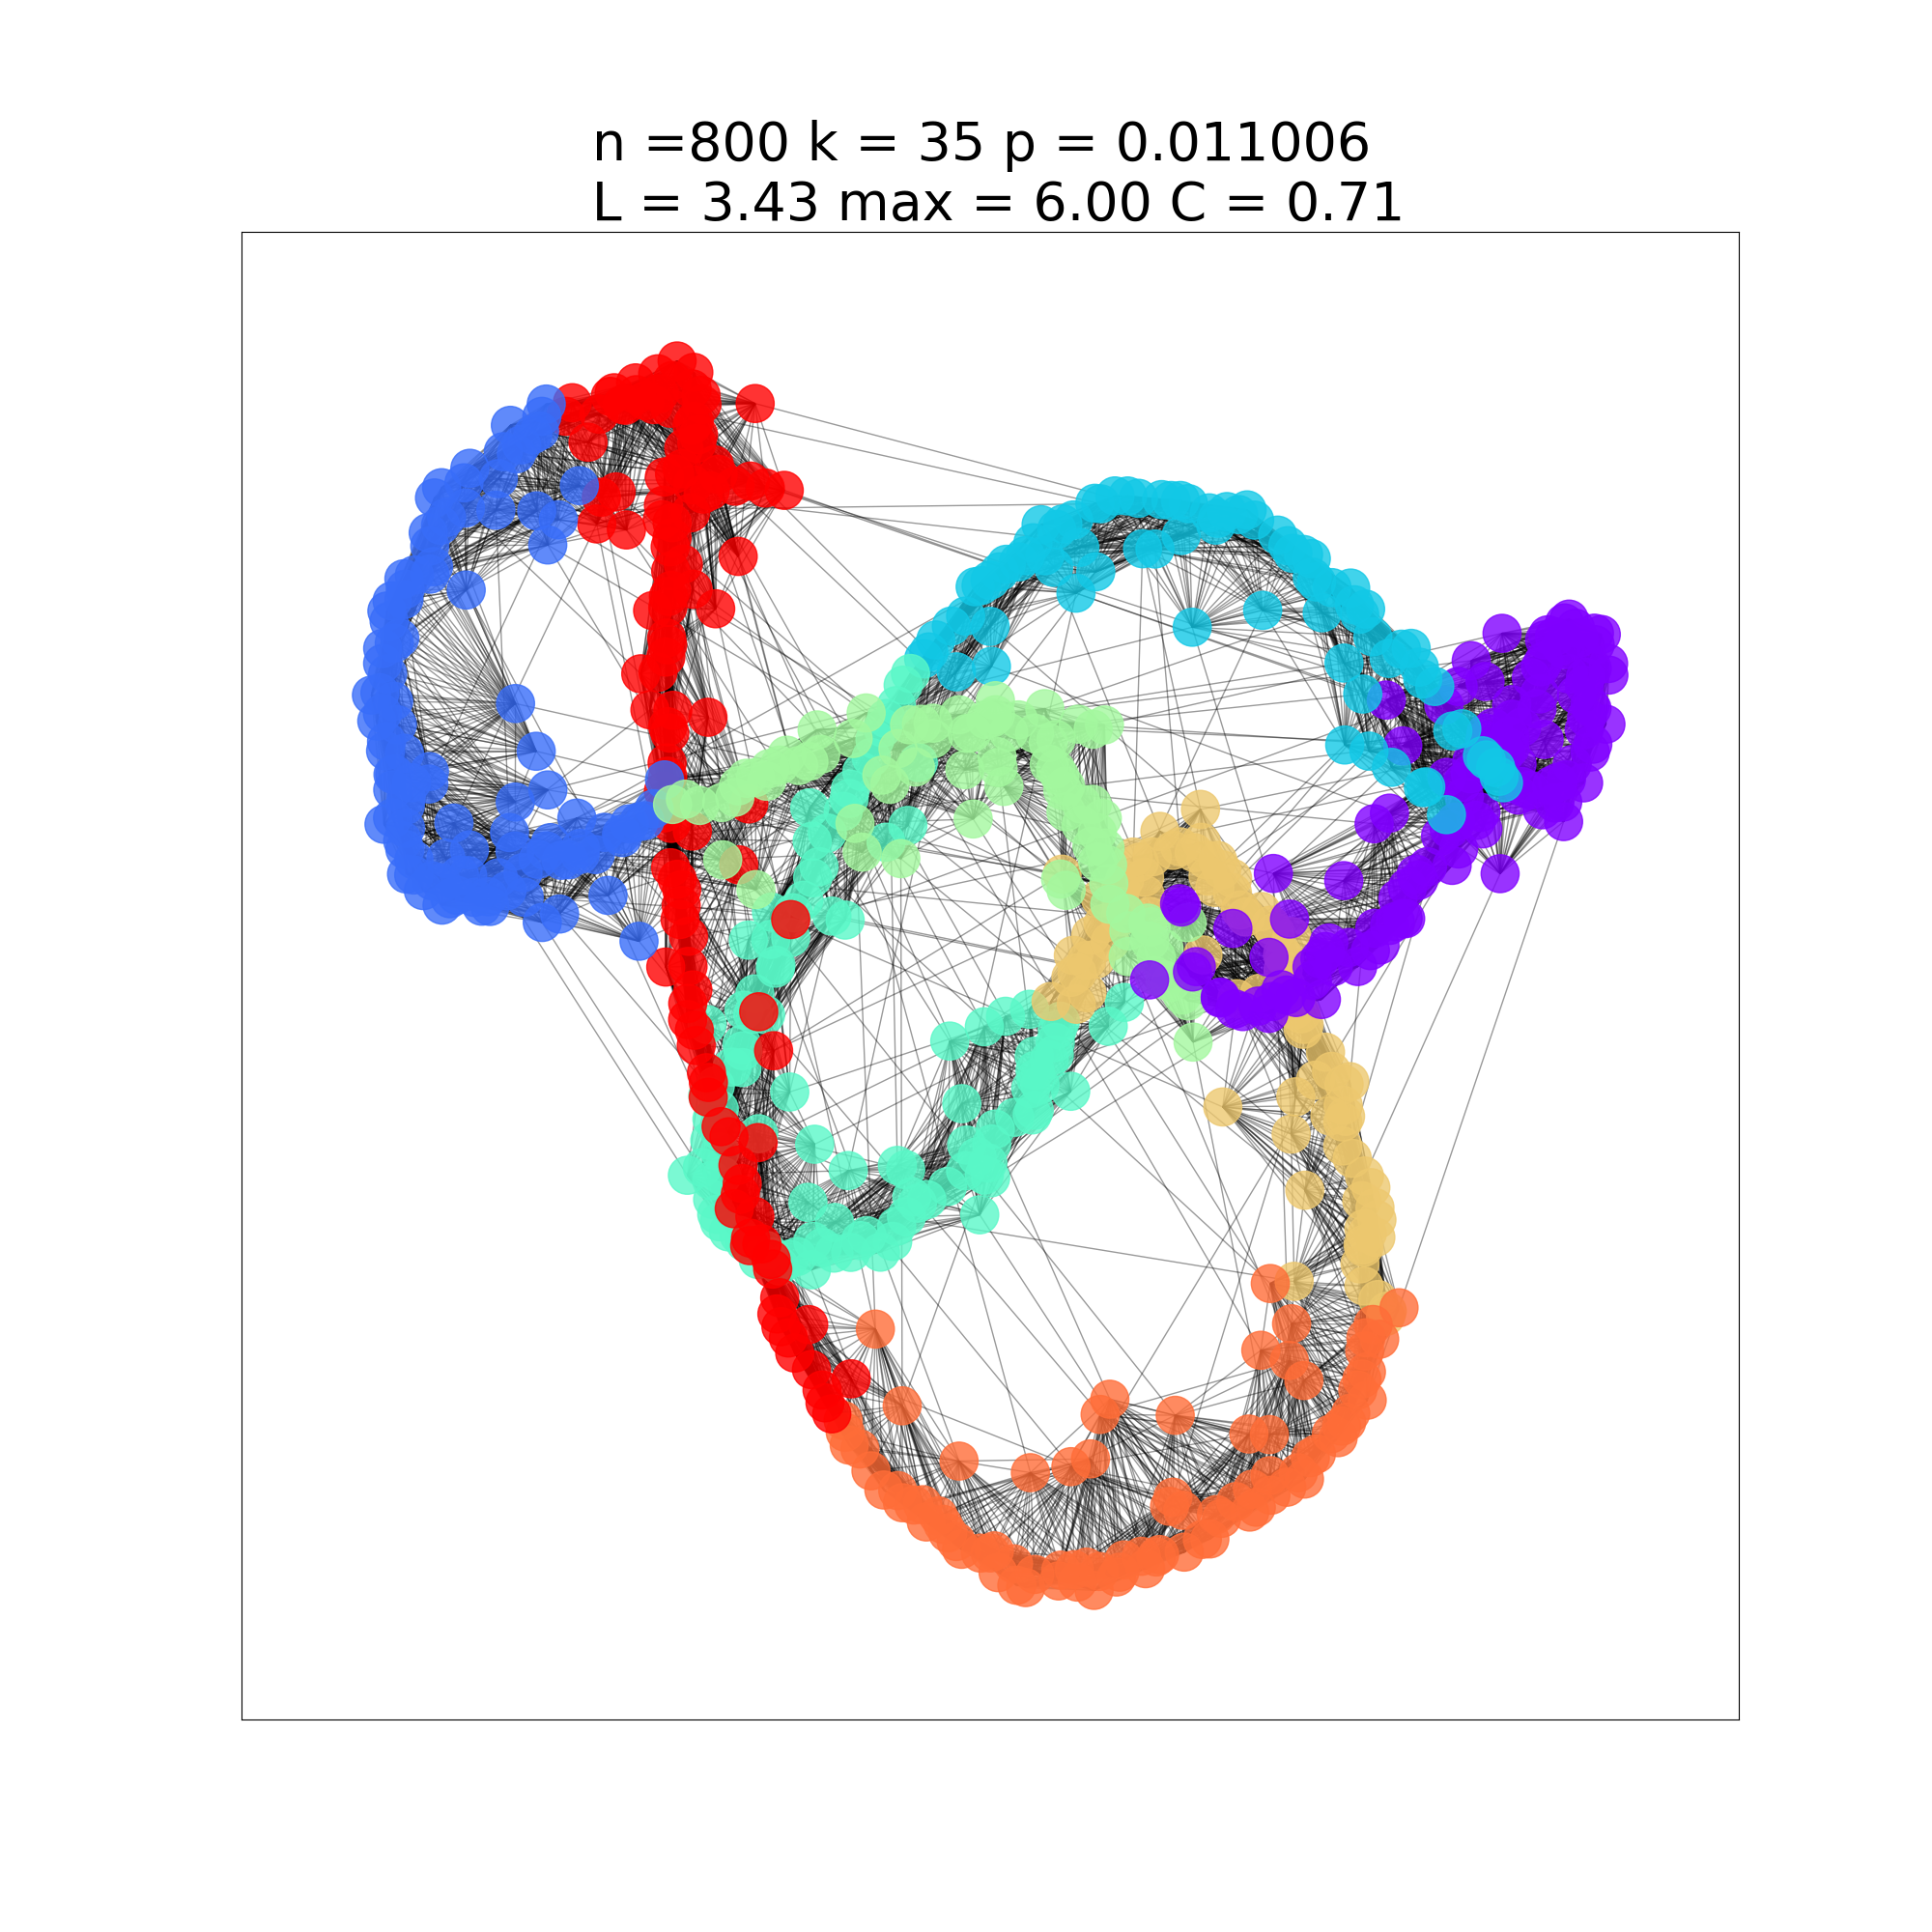 n =800 k = 35 p = 0.011006
L = 3.43 max = 6.00 C = 0.71